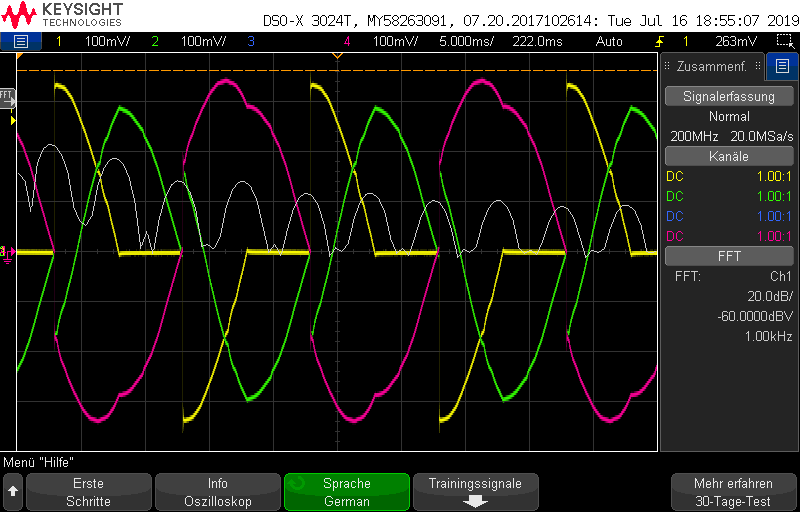 KEYSIGHT
TECHNOLOGIES
DSO-X 3024T, MY58263091, 07.20.2017102614: Tue Jul 16 18:55:07 2019
1 100mV/ 2 100mV/ 3 4 100mV/ 5.000ms/ 222.0ms Auto 1 263mV
FFT
Zusammenf.
Signalerfassung
Normal
200MHz 20.0MSa/s
Kanäle
DC 1.00:1
DC 1.00:1
DC 1.00:1
DC 1.00:1
FFT
FFT: Ch1
20.0dB/
-60.0000dBV
1.00kHz
Menü "Hilfe"
Erste
Schritte
Info
Oszilloskop
Sprache
German
Trainingssignale
Mehr erfahren
30-Tage-Test